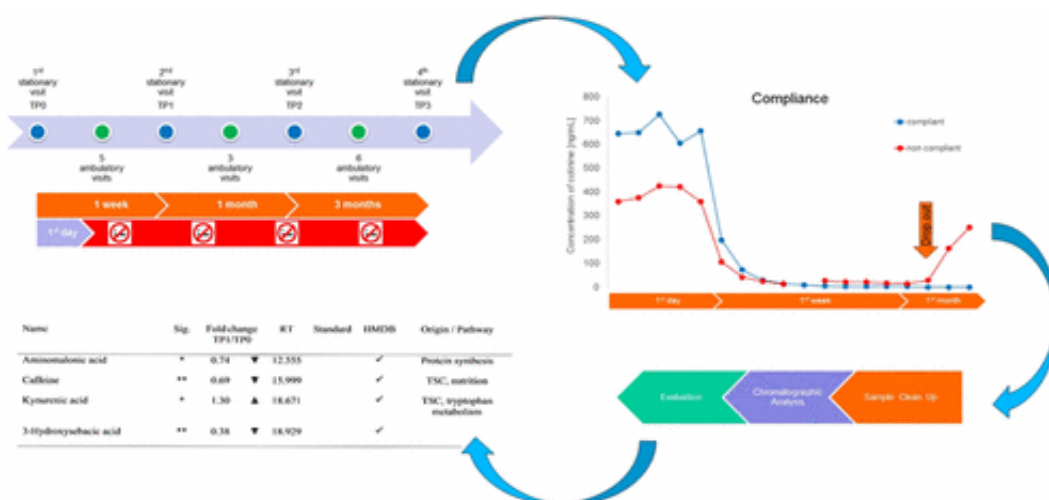 1st 2nd 3rd 4th
stationary stationary stationary stationary
visit visit visit visit
TP0 TP1 TP2 TP3
5 3 6
ambulatory ambulatory ambulatory
visits visits visits
1 week 1 month 3 months
1st day
Compliance
compliant
non compliant
Concentration of cotinine [ng/mL]
800
700
600
500
400
300
200
100
0
Drop out
1st day 1st week 1st month
Name Sig. Fold-change RT Standard HMDB Origin / Pathway
TP1/TP0
Aminomalonic acid * 0.74 ▼ 12.555 ✓ Protein synthesis
Caffeine ** 0.69 ▼ 15.999 ✓ TSC, nutrition
Kynurenic acid * 1.30 ▲ 18.671 ✓ TSC, tryptophan
metabolism
3-Hydroxysebacic acid ** 0.38 ▼ 18.929 ✓
Evaluation Chromatographic Sample Clean Up
Analysis